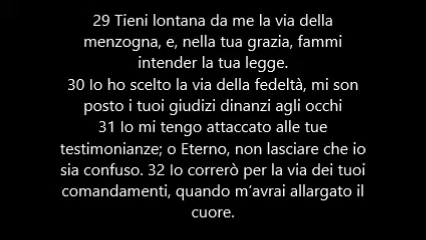 29 Tieni lontana da me la via della
menzogna, e, nella tua grazia, fammi
intender la tua legge.
30 Io ho scelto la via della fedeltà, mi son
posto i tuoi giudizi dinanzi agli occhi
31 Io mi tengo attaccato alle tue
testimonianze; o Eterno, non lasciare che io
sia confuso. 32 Io correrò per la via dei tuoi
comandamenti, quando m’avrai allargato il
cuore.